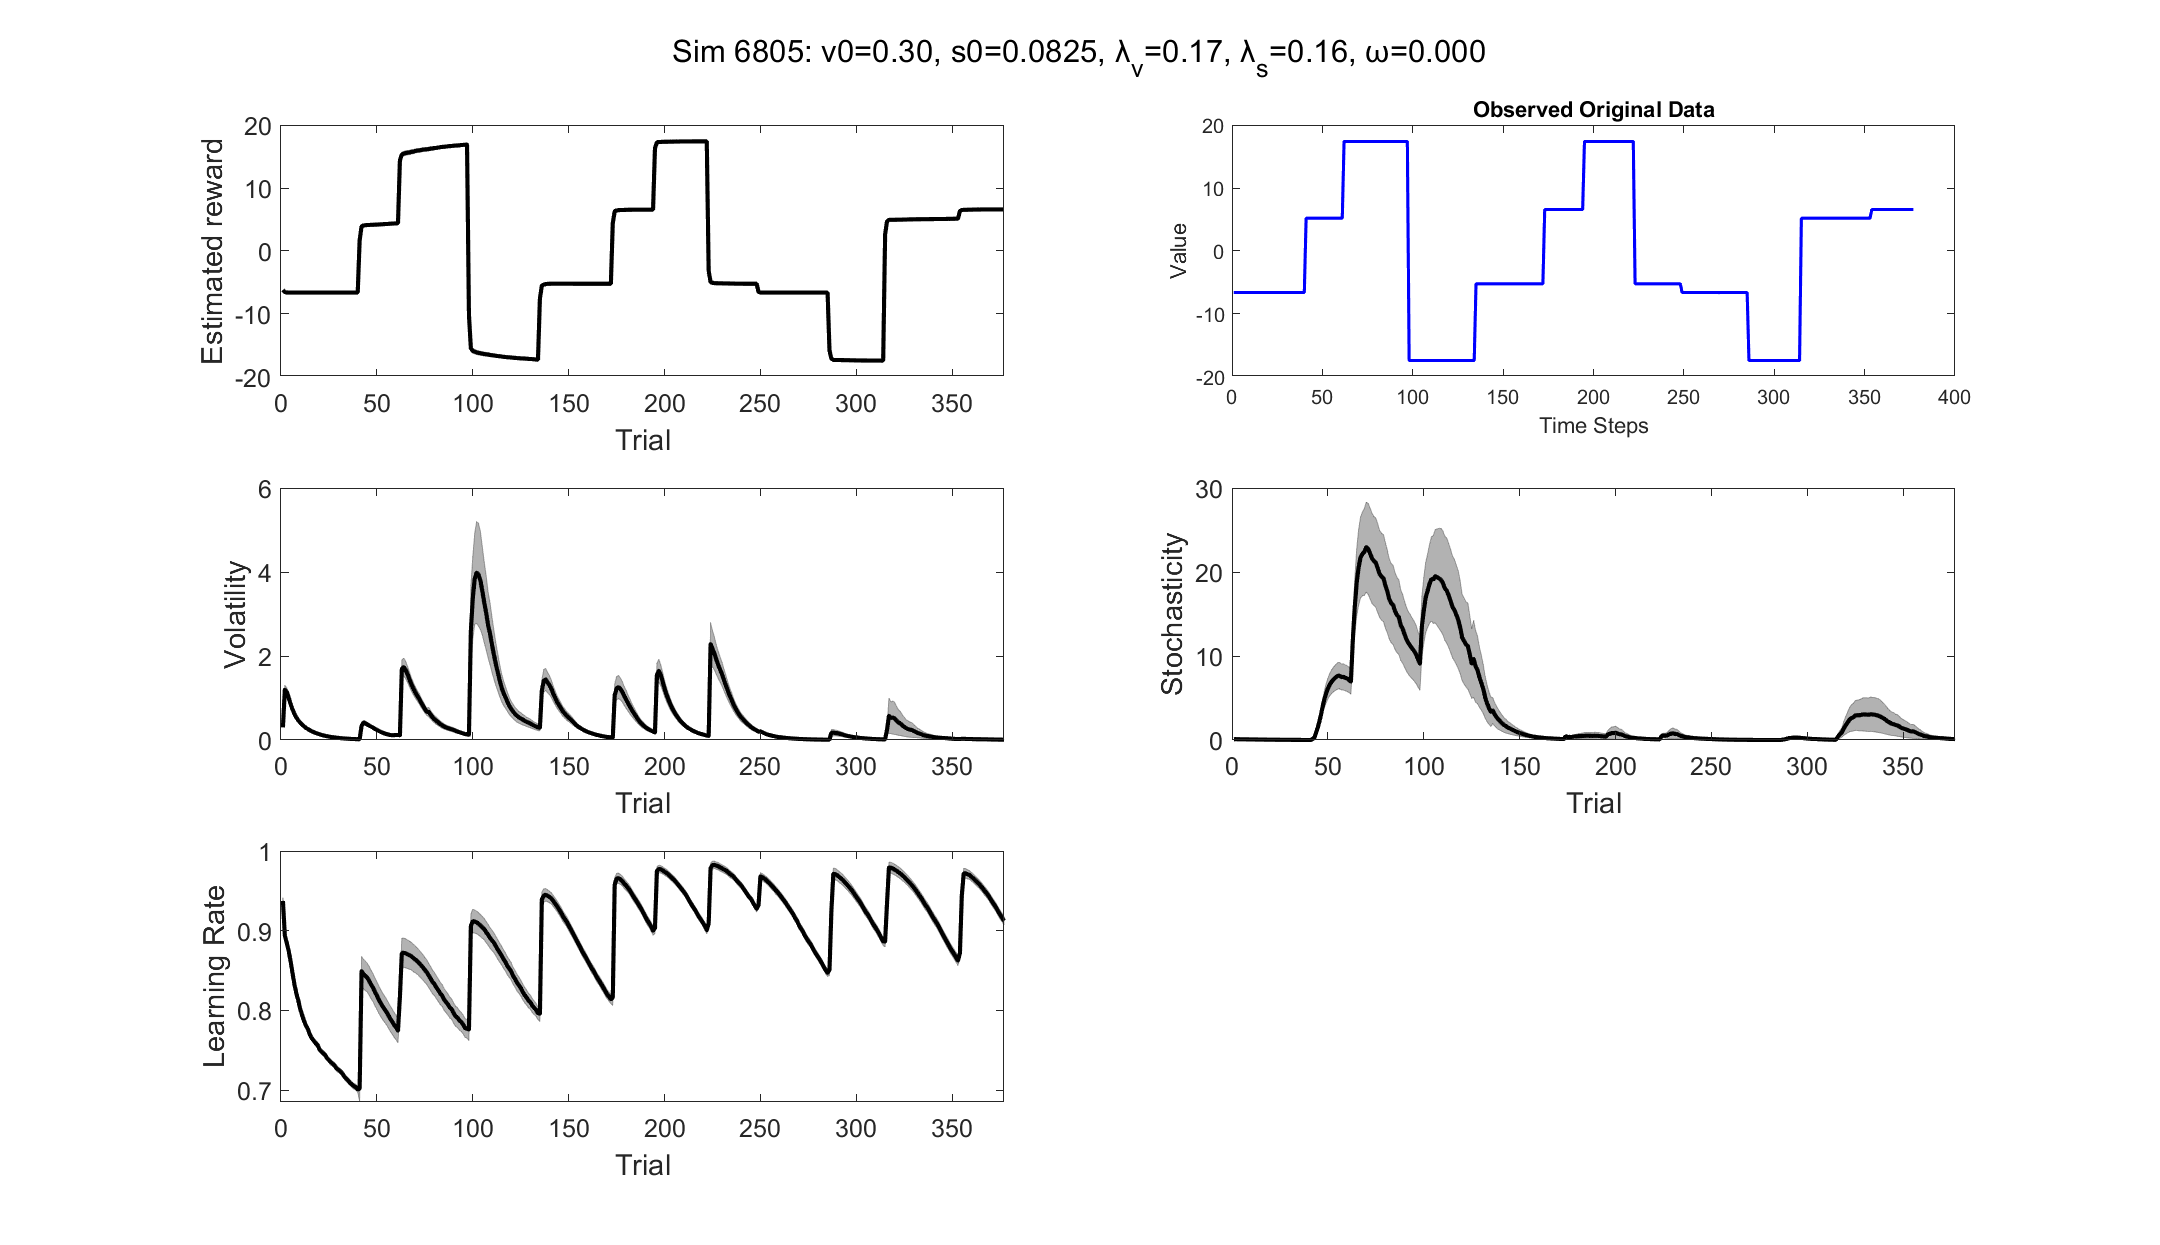 Sim 6805: v0=0.30, s0=0.0825, λ_v=0.17, λ_s=0.16, ω=0.000
20
10
0
-10
-20
Estimated reward
0 50 100 150 200 250 300 350
Trial
Observed Original Data
20
10
0
-10
-20
Value
0 50 100 150 200 250 300 350 400
Time Steps
6
4
2
0
Volatility
0 50 100 150 200 250 300 350
Trial
30
20
10
0
Stochasticity
0 50 100 150 200 250 300 350
Trial
1
0.9
0.8
0.7
Learning Rate
0 50 100 150 200 250 300 350
Trial